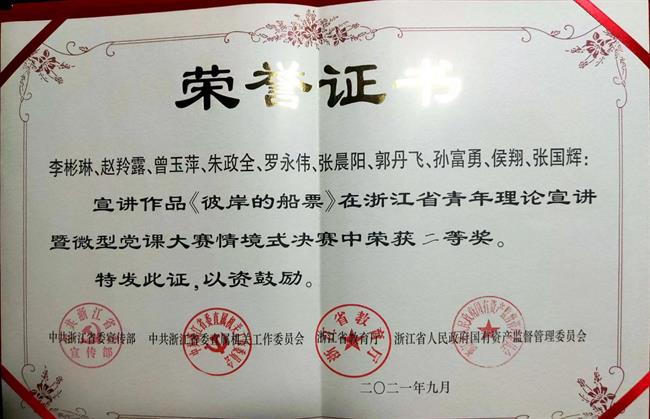 荣誉证书
李彬琳、赵羚露、曾玉萍、朱政全、罗永伟、张晨阳、郭丹飞、孙富勇、侯翔、张国辉：
宣讲作品《彼岸的船票》在浙江省青年理论宣讲
暨微型党课大赛情境式决赛中荣获二等奖。
特发此证，以资鼓励。
中共浙江省委宣传部 中共浙江省委直属机关工作委员会 浙江省教育厅 浙江省人民政府国有资产监督管理委员会
二〇二一年九月